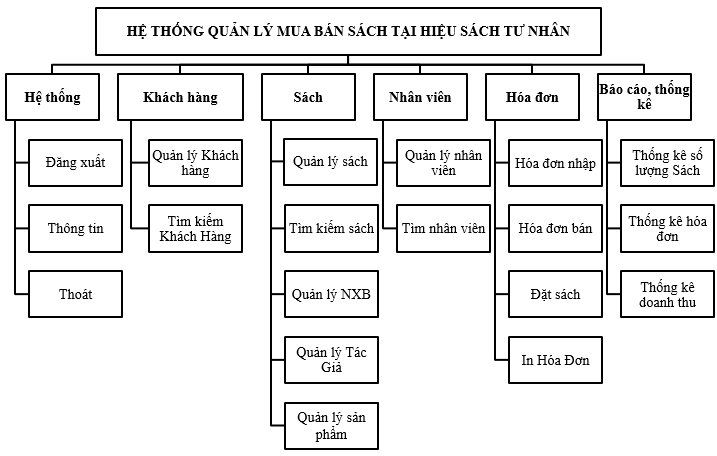 HỆ THỐNG QUẢN LÝ MUA BÁN SÁCH TẠI HIỆU SÁCH TƯ NHÂN
Hệ thống
Đăng xuất
Thông tin
Thoát
Khách hàng
Quản lý Khách
hàng
Tìm kiếm
Khách Hàng
Sách
Quản lý sách
Tìm kiếm sách
Quản lý NXB
Quản lý Tác
Giả
Quản lý sản
phẩm
Nhân viên
Quản lý nhân
viên
Tìm nhân viên
Hóa đơn
Hóa đơn nhập
Hóa đơn bán
Đặt sách
In Hóa Đơn
Báo cáo, thống
kê
Thống kê số
lượng Sách
Thống kê hóa
đơn
Thống kê
doanh thu